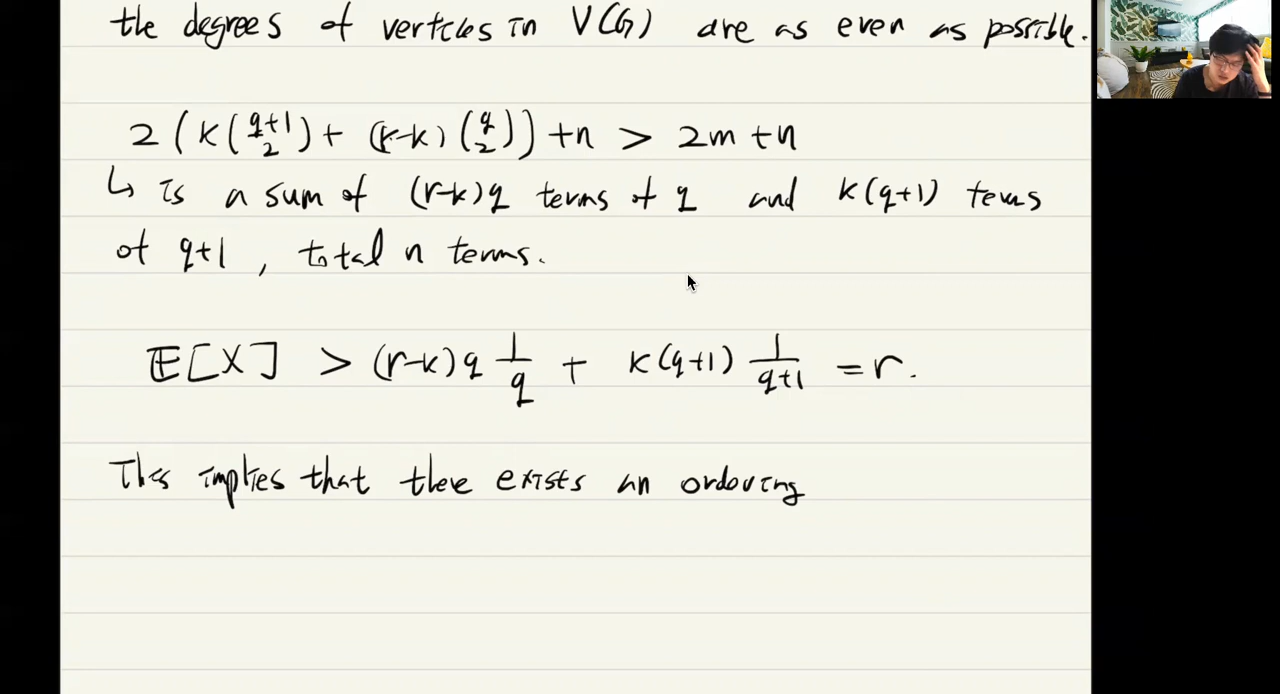 the degrees of vertices in V(G) are as even as possible.
2(k(q+1 2) + (r-k)(q 2)) + n > 2m + n
↳ is a sum of (r-k)q terms of q and k(q+1) terms
of q+1, total n terms.
𝔼[X] > (r-k)q 1/q + k(q+1) 1/(q+1) = r.
This implies that there exists an ordering